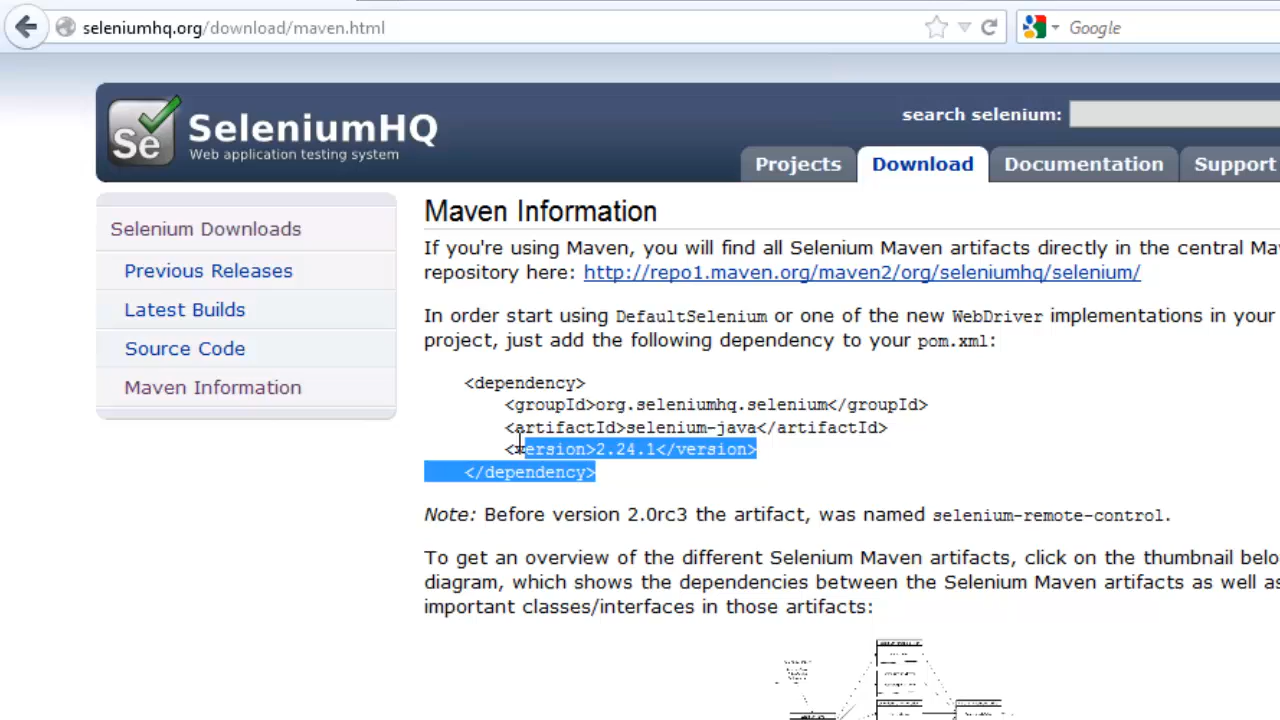 seleniumhq.org/download/maven.html
Google
Se
SeleniumHQ
Web application testing system
search selenium:
Projects
Download
Documentation
Support
Selenium Downloads
Previous Releases
Latest Builds
Source Code
Maven Information
Maven Information
If you're using Maven, you will find all Selenium Maven artifacts directly in the central Ma
repository here: http://repo1.maven.org/maven2/org/seleniumhq/selenium/
In order start using DefaultSelenium or one of the new WebDriver implementations in your
project, just add the following dependency to your pom.xml:
<dependency>
<groupId>org.seleniumhq.selenium</groupId>
<artifactId>selenium-java</artifactId>
<version>2.24.1</version>
</dependency>
Note: Before version 2.0rc3 the artifact, was named selenium-remote-control.
To get an overview of the different Selenium Maven artifacts, click on the thumbnail belo
diagram, which shows the dependencies between the Selenium Maven artifacts as well as
important classes/interfaces in those artifacts: